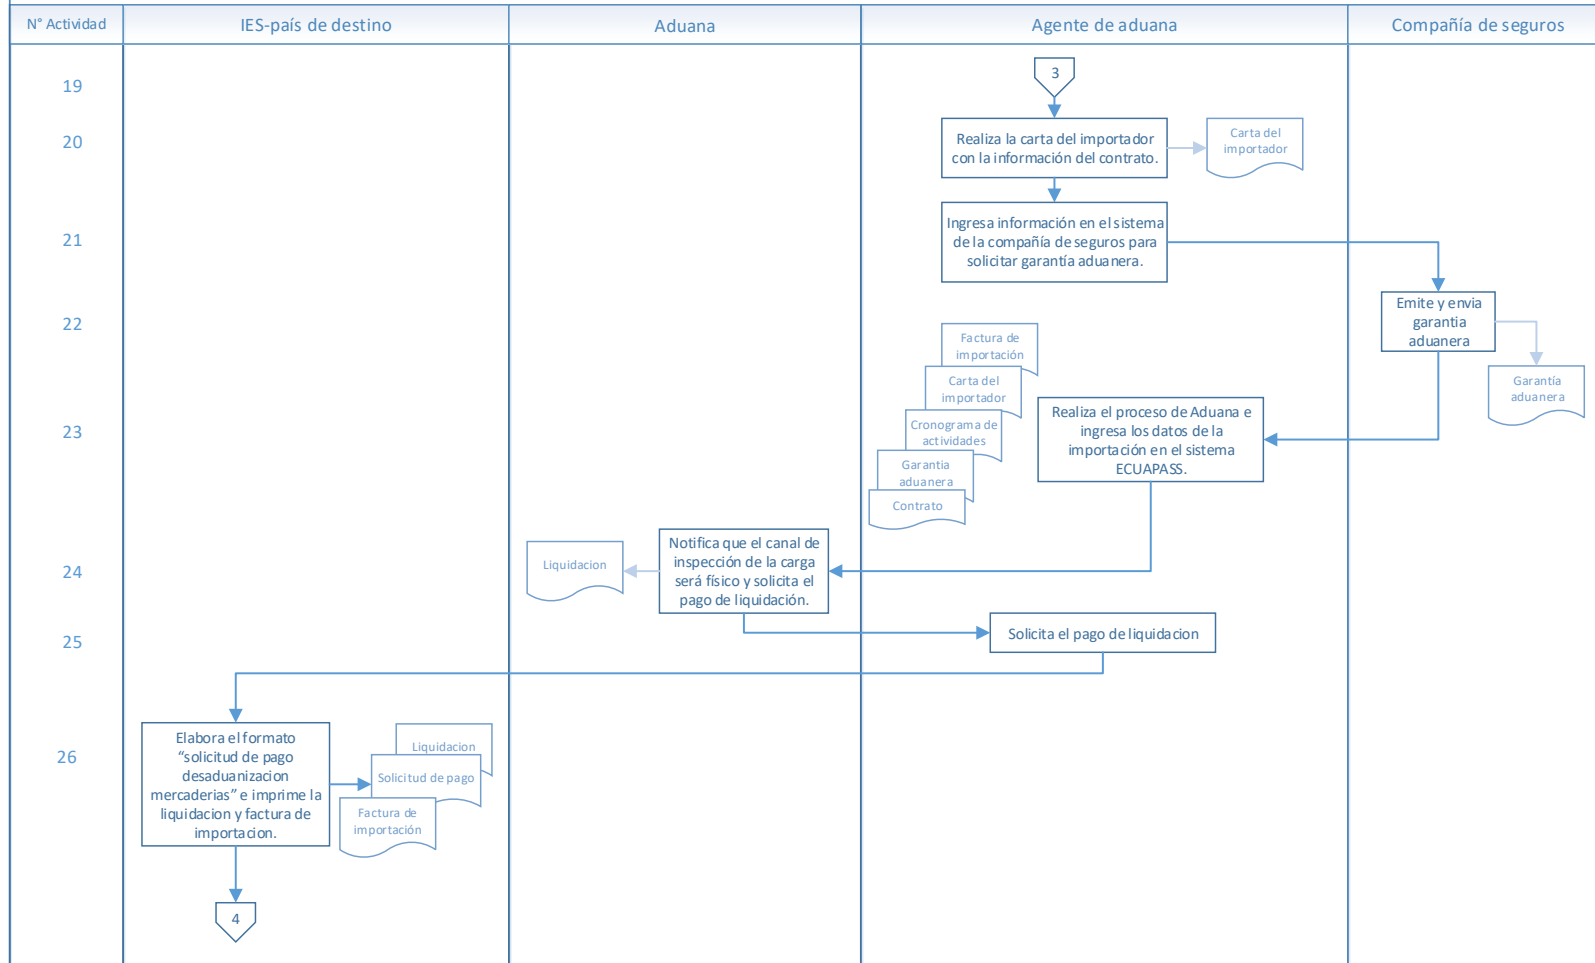 N° Actividad
IES-país de destino
Aduana
Agente de aduana
Compañía de seguros
19
3
20
Realiza la carta del importador
con la información del contrato.
Carta del
importador
21
Ingresa información en el sistema
de la compañía de seguros para
solicitar garantía aduanera.
22
Emite y envia
garantia
aduanera
Garantía
aduanera
Factura de
importación
Carta del
importador
Cronograma de
actividades
Garantia
aduanera
Contrato
23
Realiza el proceso de Aduana e
ingresa los datos de la
importación en el sistema
ECUAPASS.
24
Liquidacion
Notifica que el canal de
inspección de la carga
será físico y solicita el
pago de liquidación.
25
Solicita el pago de liquidacion
26
Elabora el formato
“solicitud de pago
desaduanizacion
mercaderias” e imprime la
liquidacion y factura de
importacion.
Liquidacion
Solicitud de pago
Factura de
importación
4